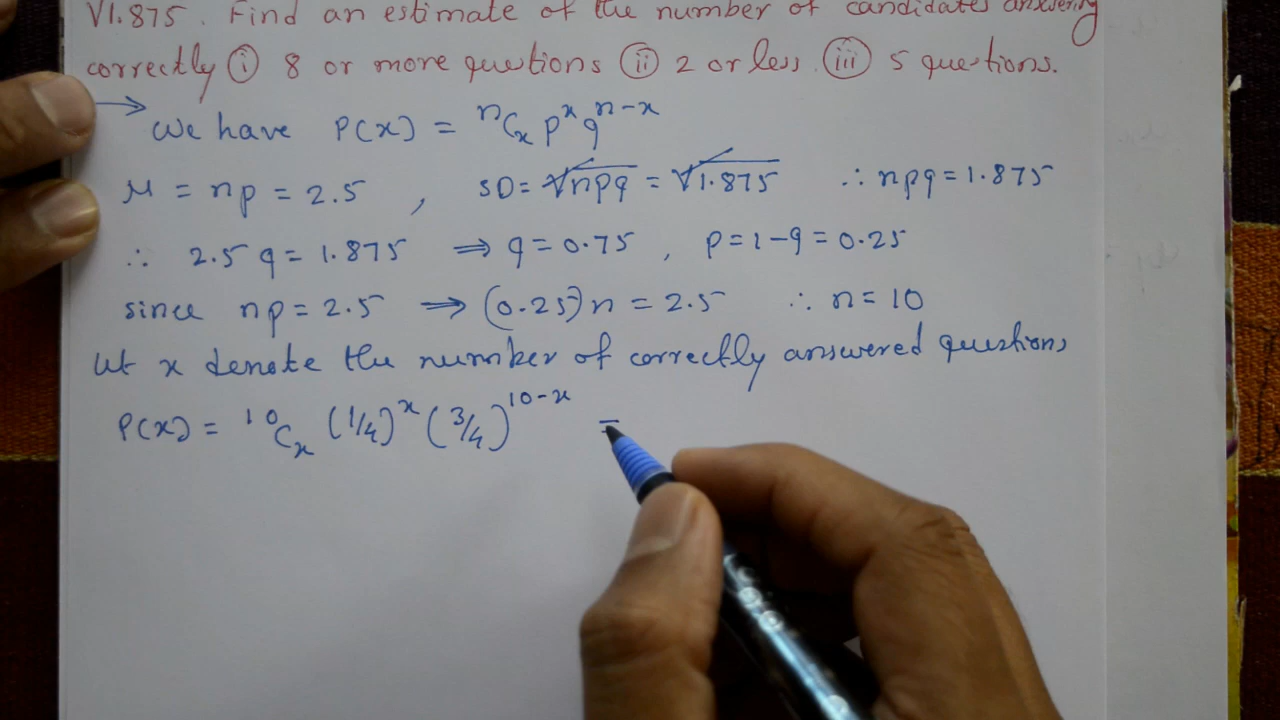 √1.875. Find an estimate of the number of candidates answering
correctly (i) 8 or more questions (ii) 2 or less (iii) 5 questions.
→ We have P(x) = ⁿCₓ pˣ qⁿ⁻ˣ
μ = np = 2.5 , SD = √npq = √1.875 ∴ npq = 1.875
∴ 2.5 q = 1.875 ⇒ q = 0.75 , p = 1-q = 0.25
since np = 2.5 ⇒ (0.25)n = 2.5 ∴ n = 10
let x denote the number of correctly answered questions
P(x) = ¹⁰Cₓ (1/4)ˣ (3/4)¹⁰⁻ˣ =